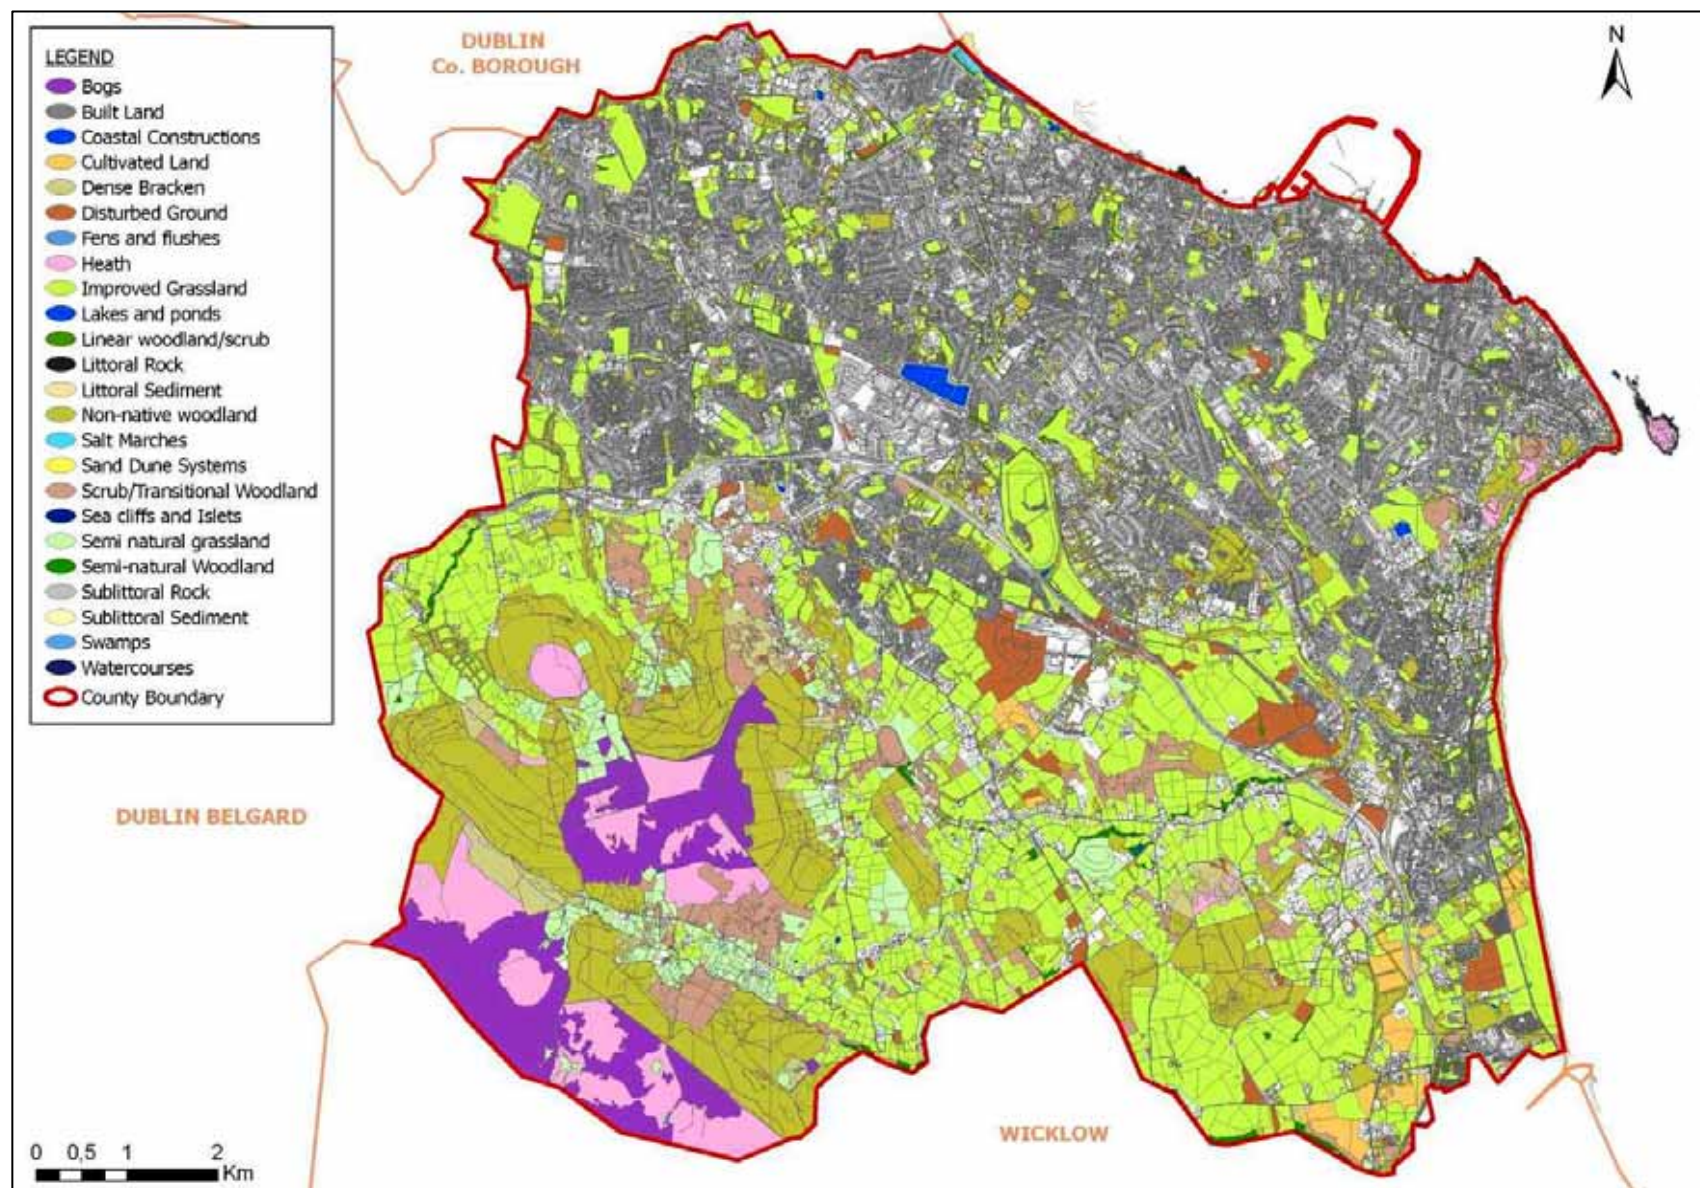 LEGEND
Bogs
Built Land
Coastal Constructions
Cultivated Land
Dense Bracken
Disturbed Ground
Fens and flushes
Heath
Improved Grassland
Lakes and ponds
Linear woodland/scrub
Littoral Rock
Littoral Sediment
Non-native woodland
Salt Marches
Sand Dune Systems
Scrub/Transitional Woodland
Sea cliffs and Islets
Semi natural grassland
Semi-natural Woodland
Sublittoral Rock
Sublittoral Sediment
Swamps
Watercourses
County Boundary
DUBLIN
Co. BOROUGH
N
DUBLIN BELGARD
WICKLOW
0 0,5 1 2
Km